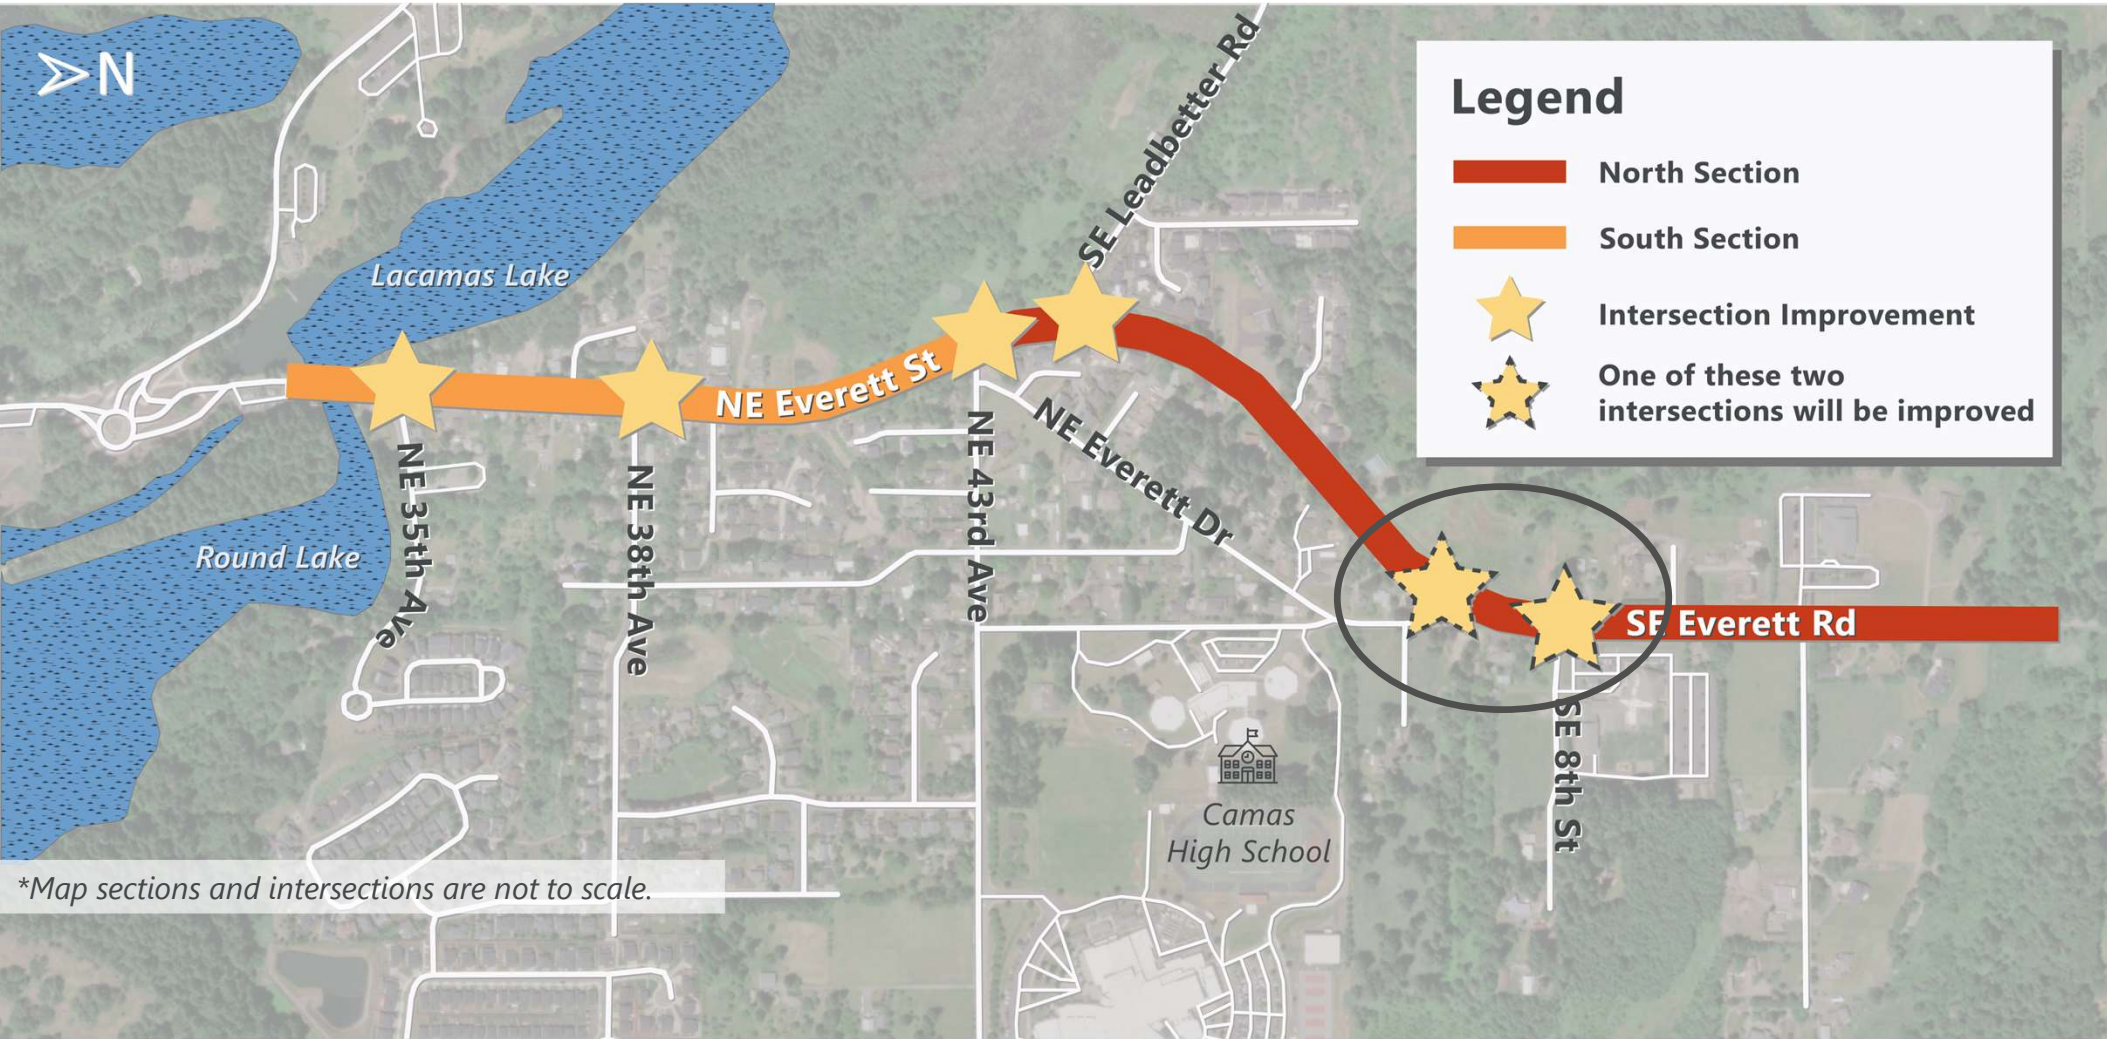 N
SE Leadbetter Rd
Legend
North Section
South Section
Intersection Improvement
One of these two
intersections will be improved
Lacamas Lake
NE Everett St
NE Everett Dr
NE 35th Ave
NE 38th Ave
NE 43rd Ave
Round Lake
SE Everett Rd
SE 8th St
Camas
High School
*Map sections and intersections are not to scale.